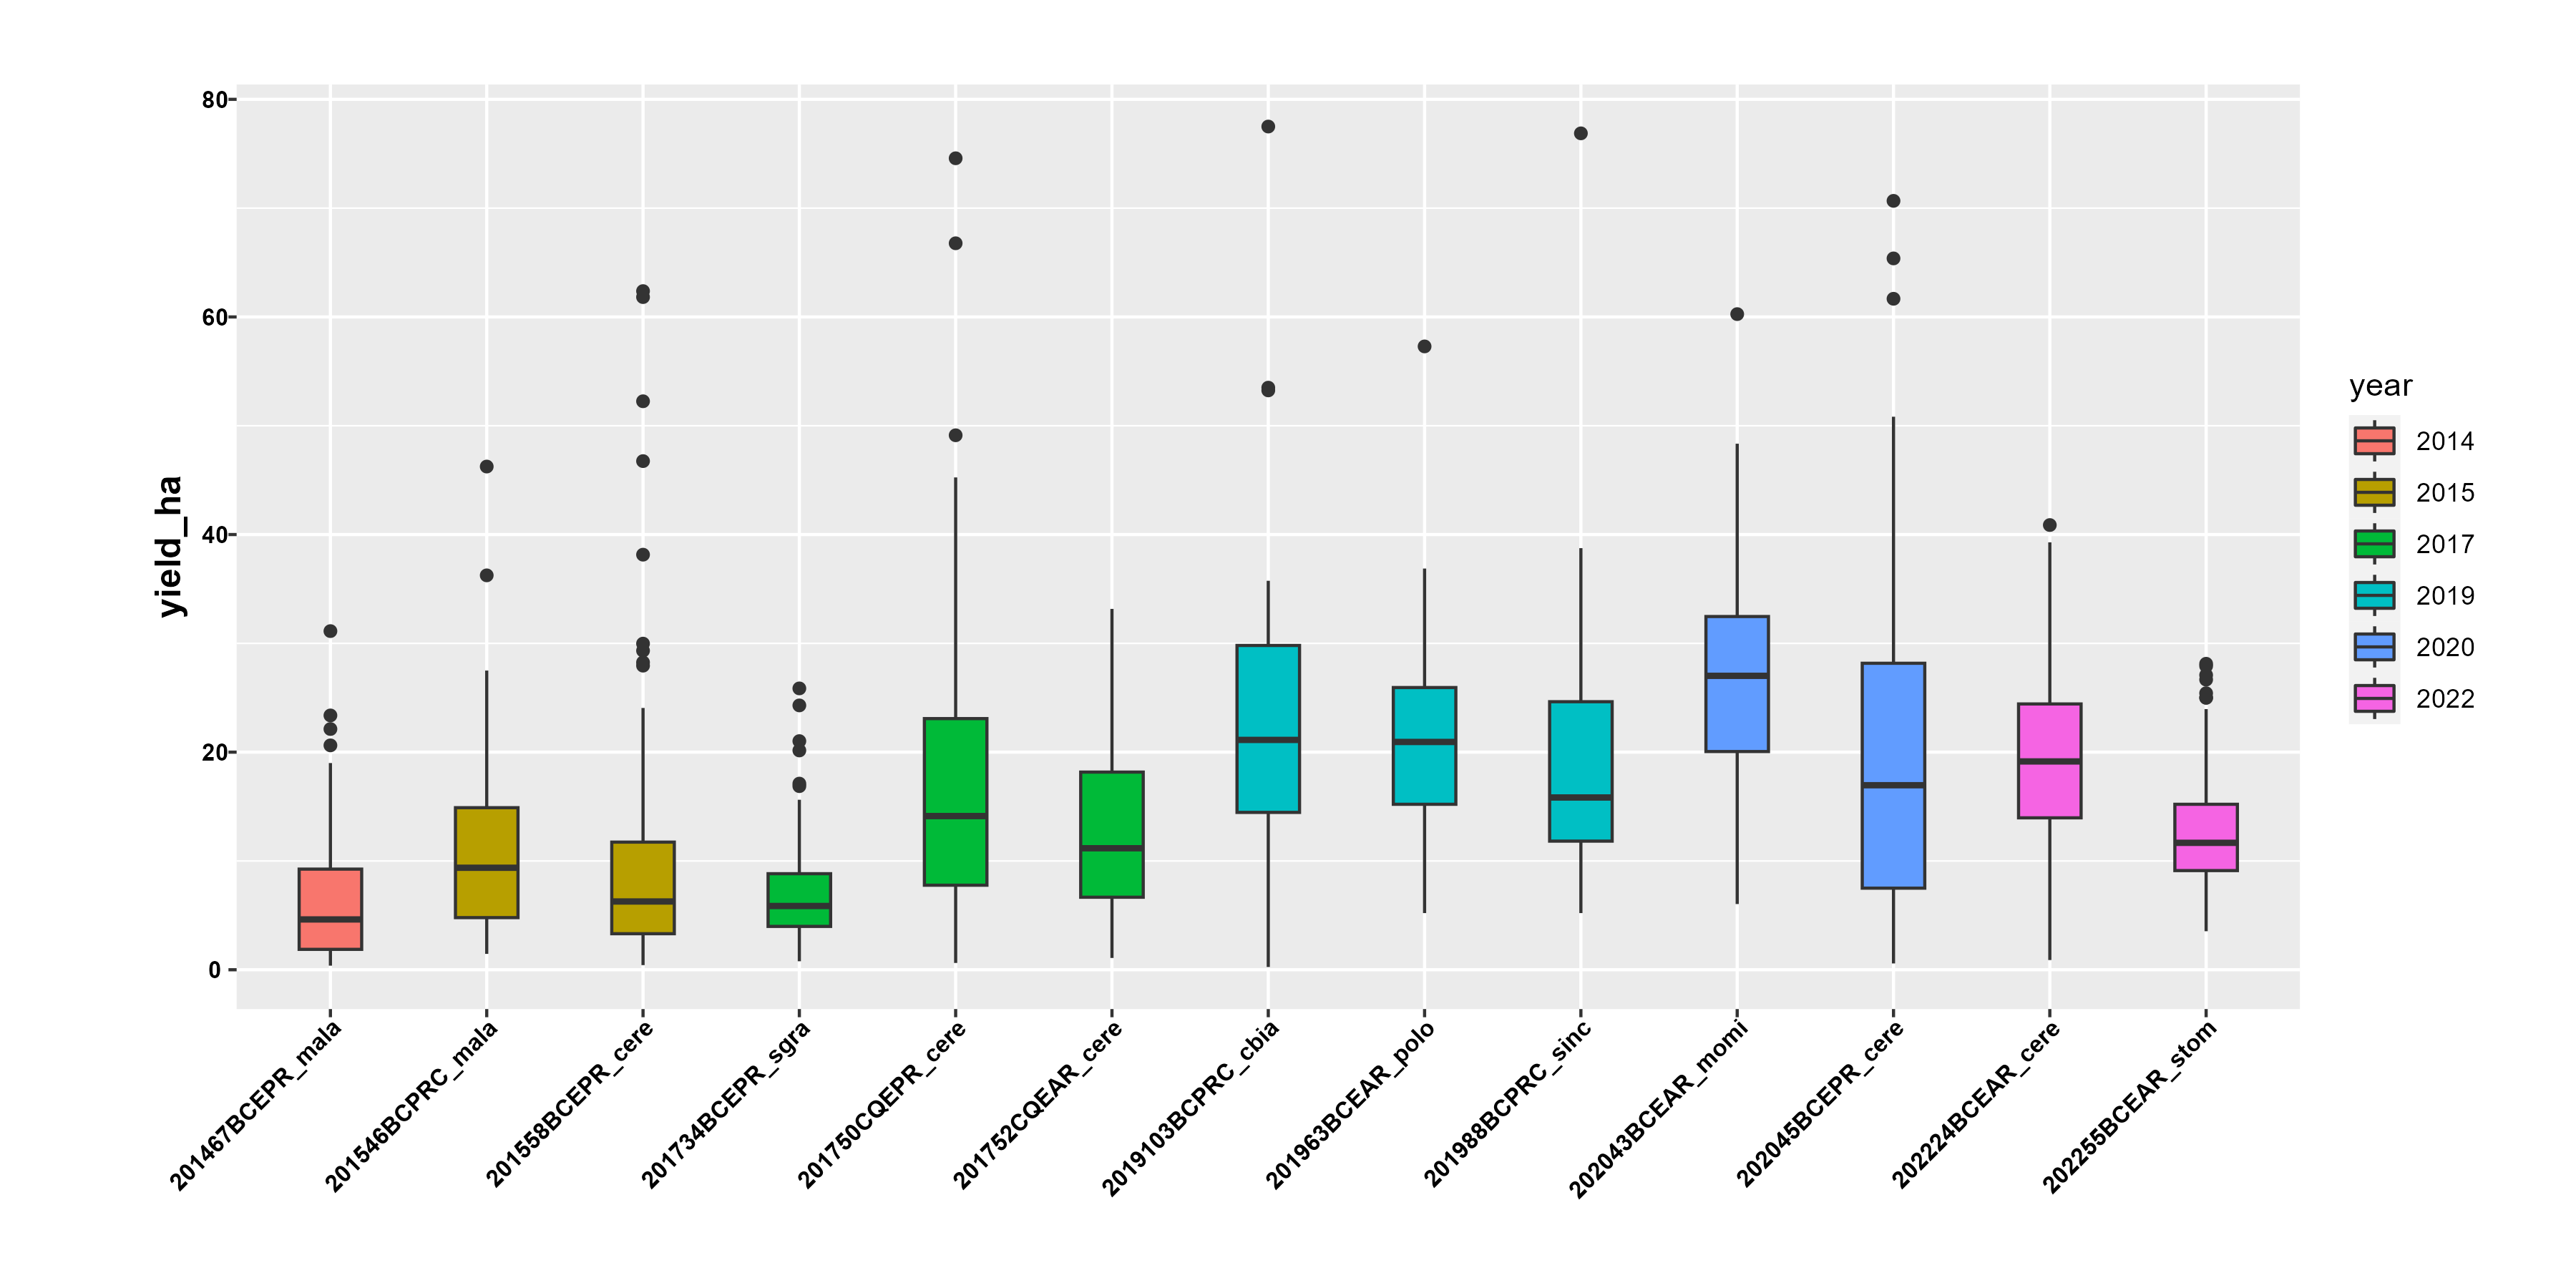 80
60
40
20
0
yield_ha
201467BCEPR_mala
201546BCPRC_mala
201558BCEPR_cere
201734BCEPR_sgra
201750CQEPR_cere
201752CQEAR_cere
2019103BCPRC_cbia
201963BCEAR_polo
201988BCPRC_sinc
202043BCEAR_momi
202045BCEPR_cere
202224BCEAR_cere
202255BCEAR_stom
year
2014
2015
2017
2019
2020
2022